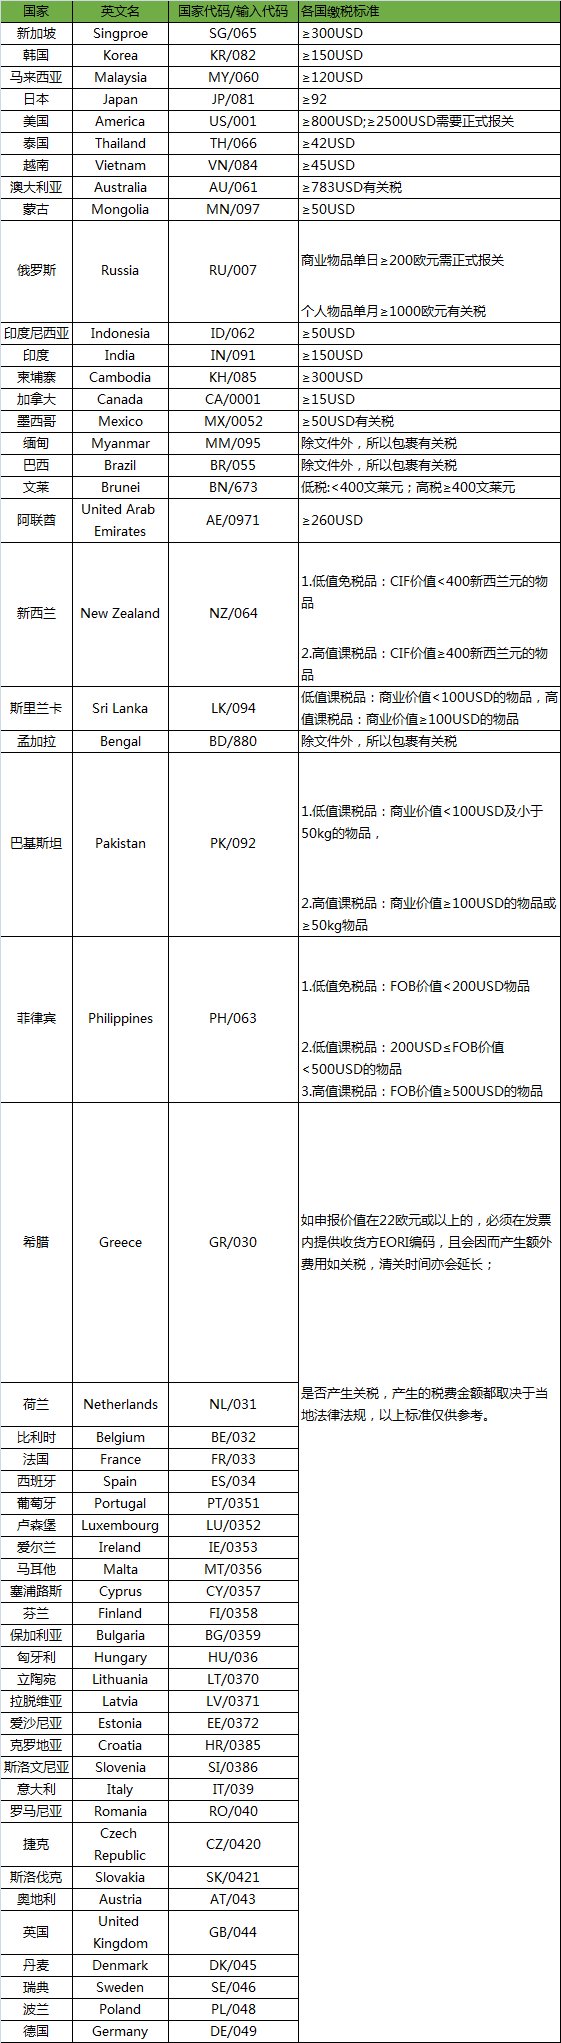 国家 英文名 国家代码/输入代码 各国缴税标准
新加坡 Singproe SG/065 ≥300USD
韩国 Korea KR/082 ≥150USD
马来西亚 Malaysia MY/060 ≥120USD
日本 Japan JP/081 ≥92
美国 America US/001 ≥800USD;≥2500USD需要正式报关
泰国 Thailand TH/066 ≥42USD
越南 Vietnam VN/084 ≥45USD
澳大利亚 Australia AU/061 ≥783USD有关税
蒙古 Mongolia MN/097 ≥50USD
俄罗斯 Russia RU/007 商业物品单日≥200欧元需正式报关
个人物品单月≥1000欧元有关税
印度尼西亚 Indonesia ID/062 ≥50USD
印度 India IN/091 ≥150USD
柬埔寨 Cambodia KH/085 ≥300USD
加拿大 Canada CA/0001 ≥15USD
墨西哥 Mexico MX/0052 ≥50USD有关税
缅甸 Myanmar MM/095 除文件外，所以包裹有关税
巴西 Brazil BR/055 除文件外，所以包裹有关税
文莱 Brunei BN/673 低税:<400文莱元；高税≥400文莱元
阿联酋 United Arab Emirates AE/0971 ≥260USD
新西兰 New Zealand NZ/064 1.低值免税品：CIF价值<400新西兰元的物
品
2.高值课税品：CIF价值≥400新西兰元的物
品
斯里兰卡 Sri Lanka LK/094 低值课税品：商业价值<100USD的物品，高
值课税品：商业价值≥100USD的物品
孟加拉 Bengal BD/880 除文件外，所以包裹有关税
巴基斯坦 Pakistan PK/092 1.低值课税品：商业价值<100USD及小于
50kg的物品，
2.高值课税品：商业价值≥100USD的物品或
≥50kg物品
菲律宾 Philippines PH/063 1.低值免税品：FOB价值<200USD物品
2.低值课税品：200USD≤FOB价值
<500USD的物品
3.高值课税品：FOB价值≥500USD的物品
希腊 Greece GR/030 如申报价值在22欧元或以上的，必须在发票
内提供收货方EORI编码，且会因而产生额外
费用如关税，清关时间亦会延长；
是否产生关税，产生的税费金额都取决于当
地法律法规，以上标准仅供参考。
荷兰 Netherlands NL/031
比利时 Belgium BE/032
法国 France FR/033
西班牙 Spain ES/034
葡萄牙 Portugal PT/0351
卢森堡 Luxembourg LU/0352
爱尔兰 Ireland IE/0353
马耳他 Malta MT/0356
塞浦路斯 Cyprus CY/0357
芬兰 Finland FI/0358
保加利亚 Bulgaria BG/0359
匈牙利 Hungary HU/036
立陶宛 Lithuania LT/0370
拉脱维亚 Latvia LV/0371
爱沙尼亚 Estonia EE/0372
克罗地亚 Croatia HR/0385
斯洛文尼亚 Slovenia SI/0386
意大利 Italy IT/039
罗马尼亚 Romania RO/040
捷克 Czech Republic CZ/0420
斯洛伐克 Slovakia SK/0421
奥地利 Austria AT/043
英国 United Kingdom GB/044
丹麦 Denmark DK/045
瑞典 Sweden SE/046
波兰 Poland PL/048
德国 Germany DE/049